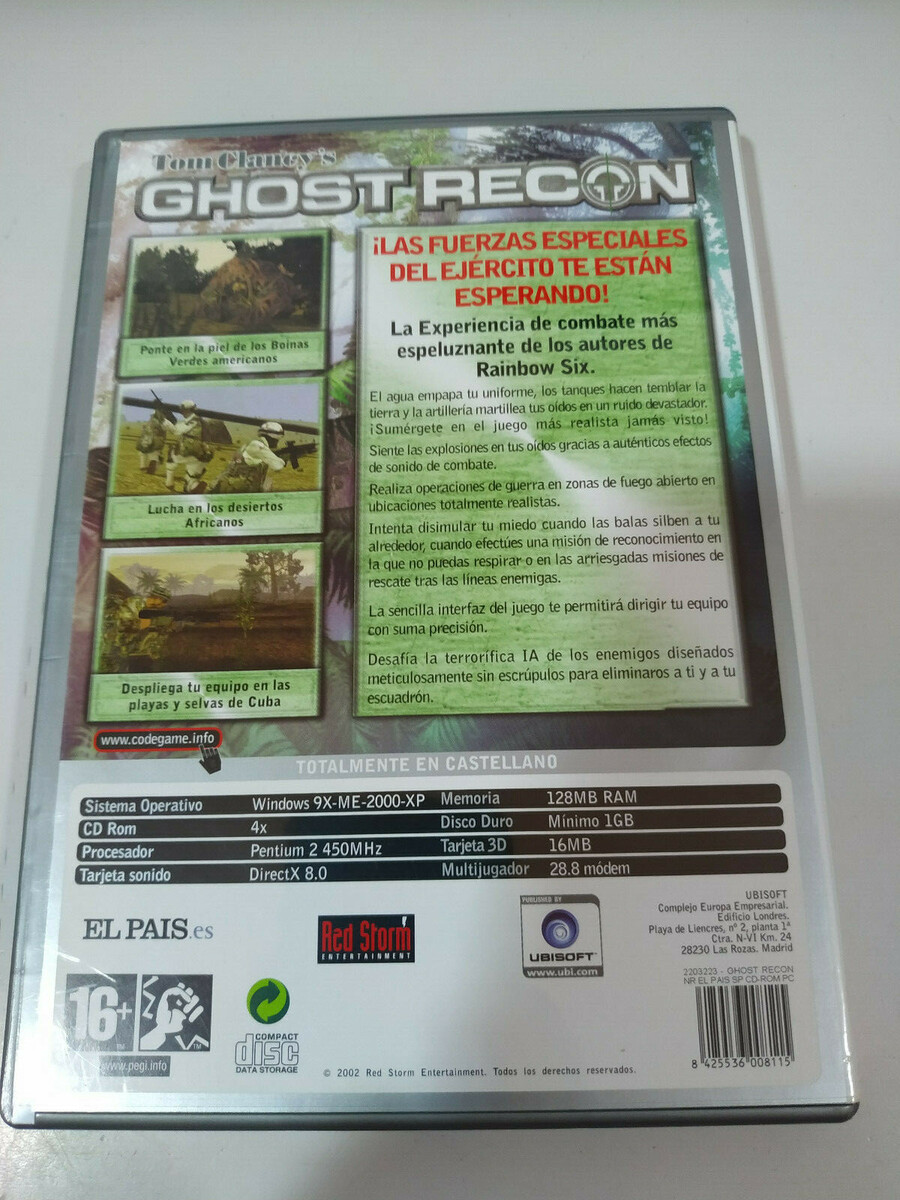 Tom Clancy's
GHOST RECON
Ponte en la piel de los Boinas
Verdes americanos
Lucha en los desiertos
Africanos
Despliega tu equipo en las
playas y selvas de Cuba
¡LAS FUERZAS ESPECIALES
DEL EJÉRCITO TE ESTÁN
ESPERANDO!
La Experiencia de combate más
espeluznante de los autores de
Rainbow Six.
El agua empapa tu uniforme, los tanques hacen temblar la
tierra y la artillería martillea tus oídos en un ruido devastador.
¡Sumérgete en el juego más realista jamás visto!
Siente las explosiones en tus oídos gracias a auténticos efectos
de sonido de combate.
Realiza operaciones de guerra en zonas de fuego abierto en
ubicaciones totalmente realistas.
Intenta disimular tu miedo cuando las balas silben a tu
alrededor, cuando efectúes una misión de reconocimiento en
la que no puedas respirar o en las arriesgadas misiones de
rescate tras las líneas enemigas.
La sencilla interfaz del juego te permitirá dirigir tu equipo
con suma precisión.
Desafía la terrorífica IA de los enemigos diseñados
meticulosamente sin escrúpulos para eliminaros a ti y a tu
escuadrón.
www.codegame.info
TOTALMENTE EN CASTELLANO
Sistema Operativo Windows 9X-ME-2000-XP Memoria 128MB RAM
CD Rom 4x Disco Duro Mínimo 1GB
Procesador Pentium 2 450MHz Tarjeta 3D 16MB
Tarjeta sonido DirectX 8.0 Multijugador 28.8 módem
EL PAIS.es
Red Storm
ENTERTAINMENT
PUBLISHED BY
UBISOFT
www.ubi.com
UBISOFT
Complejo Europa Empresarial.
Edificio Londres.
Playa de Liencres, nº 2, planta 1ª
Ctra. N-VI Km. 24
28230 Las Rozas. Madrid
2203223 - GHOST RECON
NR EL PAIS SP CD-ROM PC
8 425536 008115
16+
TM
TM
www.pegi.info
COMPACT
disc
DATA STORAGE
© 2002 Red Storm Entertainment. Todos los derechos reservados.